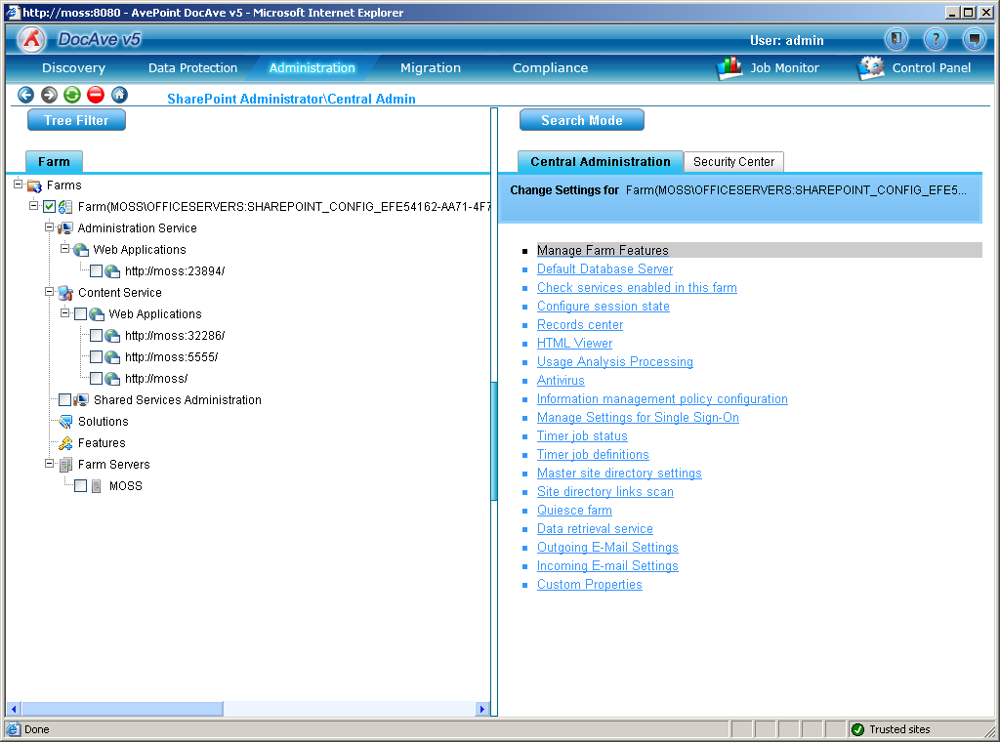 http://moss:8080 - AvePoint DocAve v5 - Microsoft Internet Explorer
DocAve v5
User: admin
?
Discovery Data Protection Administration Migration Compliance Job Monitor Control Panel
SharePoint Administrator\Central Admin
Tree Filter
Search Mode
Farm
Central Administration Security Center
Farms
Farm(MOSS\OFFICESERVERS:SHAREPOINT_CONFIG_EFE54162-AA71-4F7
Administration Service
Web Applications
http://moss:23894/
Content Service
Web Applications
http://moss:32286/
http://moss:5555/
http://moss/
Shared Services Administration
Solutions
Features
Farm Servers
MOSS
Change Settings for Farm(MOSS\OFFICESERVERS:SHAREPOINT_CONFIG_EFE5...
Manage Farm Features
Default Database Server
Check services enabled in this farm
Configure session state
Records center
HTML Viewer
Usage Analysis Processing
Antivirus
Information management policy configuration
Manage Settings for Single Sign-On
Timer job status
Timer job definitions
Master site directory settings
Site directory links scan
Quiesce farm
Data retrieval service
Outgoing E-Mail Settings
Incoming E-mail Settings
Custom Properties
Done
Trusted sites